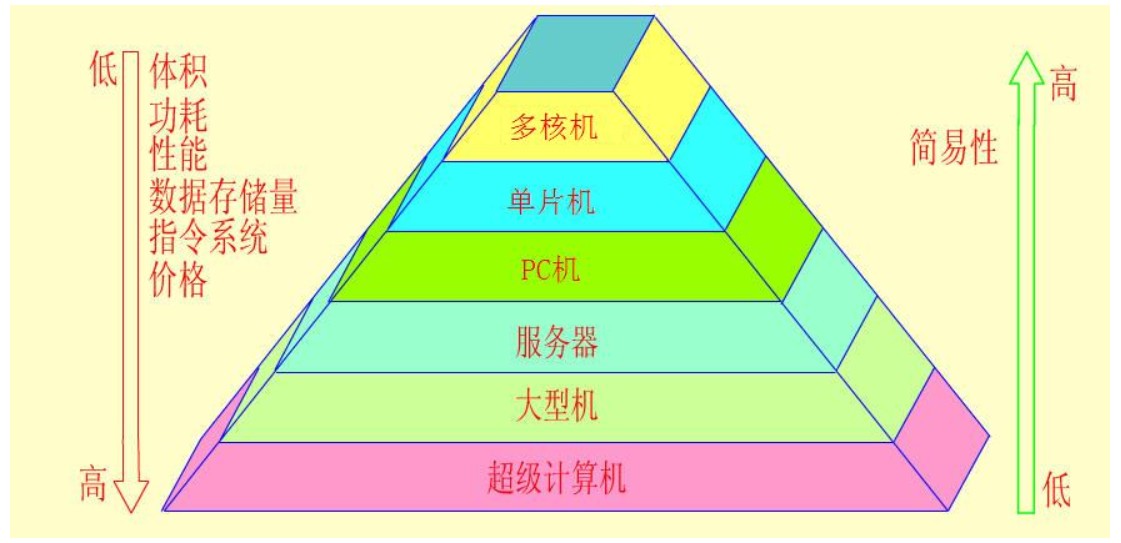 低
体积
功耗
性能
数据存储量
指令系统
价格
高
多核机
单片机
PC机
服务器
大型机
超级计算机
高
简易性
低